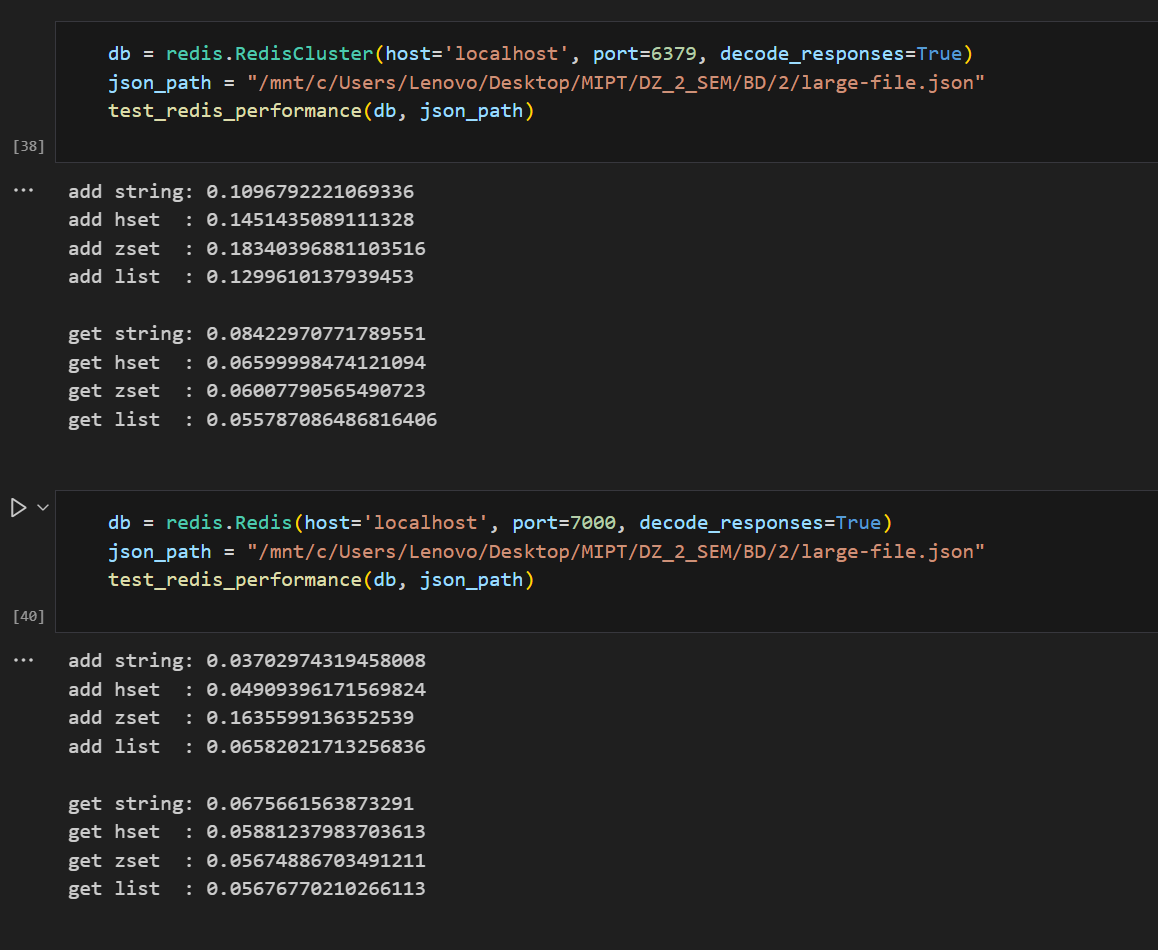 db = redis.RedisCluster(host='localhost', port=6379, decode_responses=True)
json_path = "/mnt/c/Users/Lenovo/Desktop/MIPT/DZ_2_SEM/BD/2/large-file.json"
test_redis_performance(db, json_path)
[38]
... add string: 0.1096792221069336
add hset  : 0.1451435089111328
add zset  : 0.18340396881103516
add list  : 0.1299610137939453
get string: 0.08422970771789551
get hset  : 0.06599998474121094
get zset  : 0.06007790565490723
get list  : 0.055787086486816406
db = redis.Redis(host='localhost', port=7000, decode_responses=True)
json_path = "/mnt/c/Users/Lenovo/Desktop/MIPT/DZ_2_SEM/BD/2/large-file.json"
test_redis_performance(db, json_path)
[40]
... add string: 0.03702974319458008
add hset  : 0.04909396171569824
add zset  : 0.1635599136352539
add list  : 0.06582021713256836
get string: 0.0675661563873291
get hset  : 0.05881237983703613
get zset  : 0.05674886703491211
get list  : 0.05676770210266113